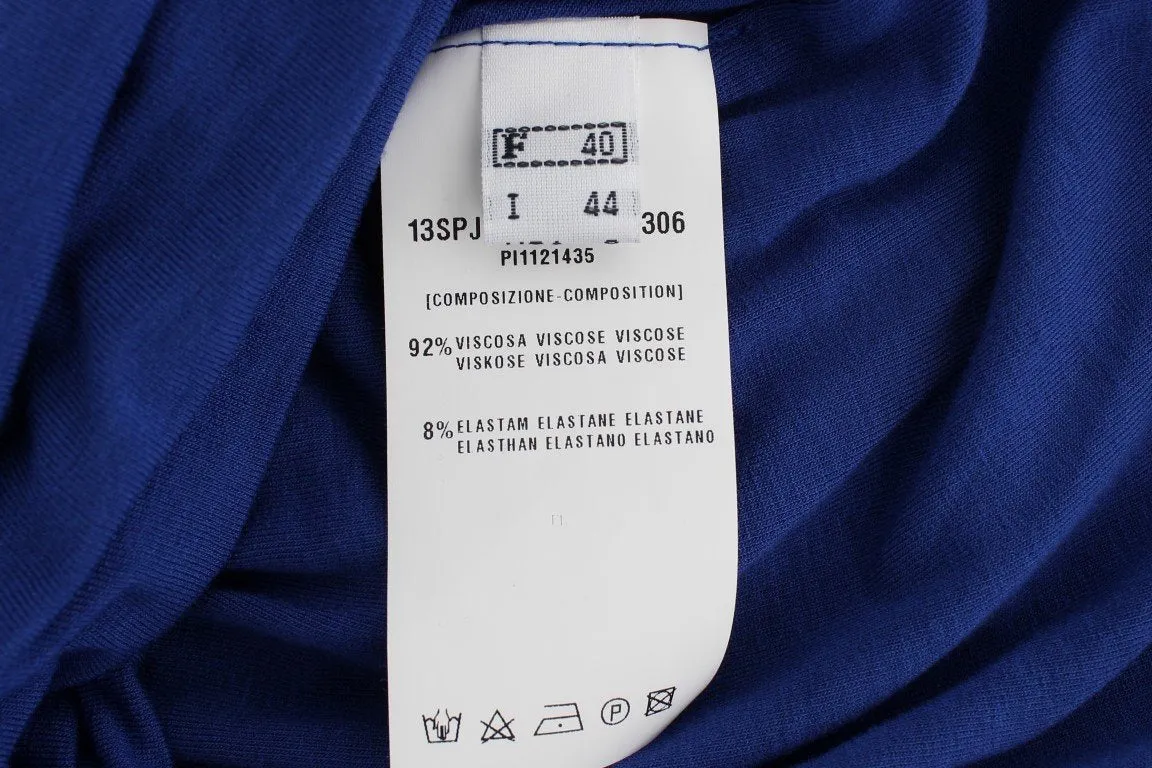 F 40
I 44
13SPJ 306
PI1121435
[COMPOSIZIONE-COMPOSITION]
92% VISCOSA VISCOSE VISCOSE
VISKOSE VISCOSA VISCOSE
8% ELASTAM ELASTANE ELASTANE
ELASTHAN ELASTANO ELASTANO
P